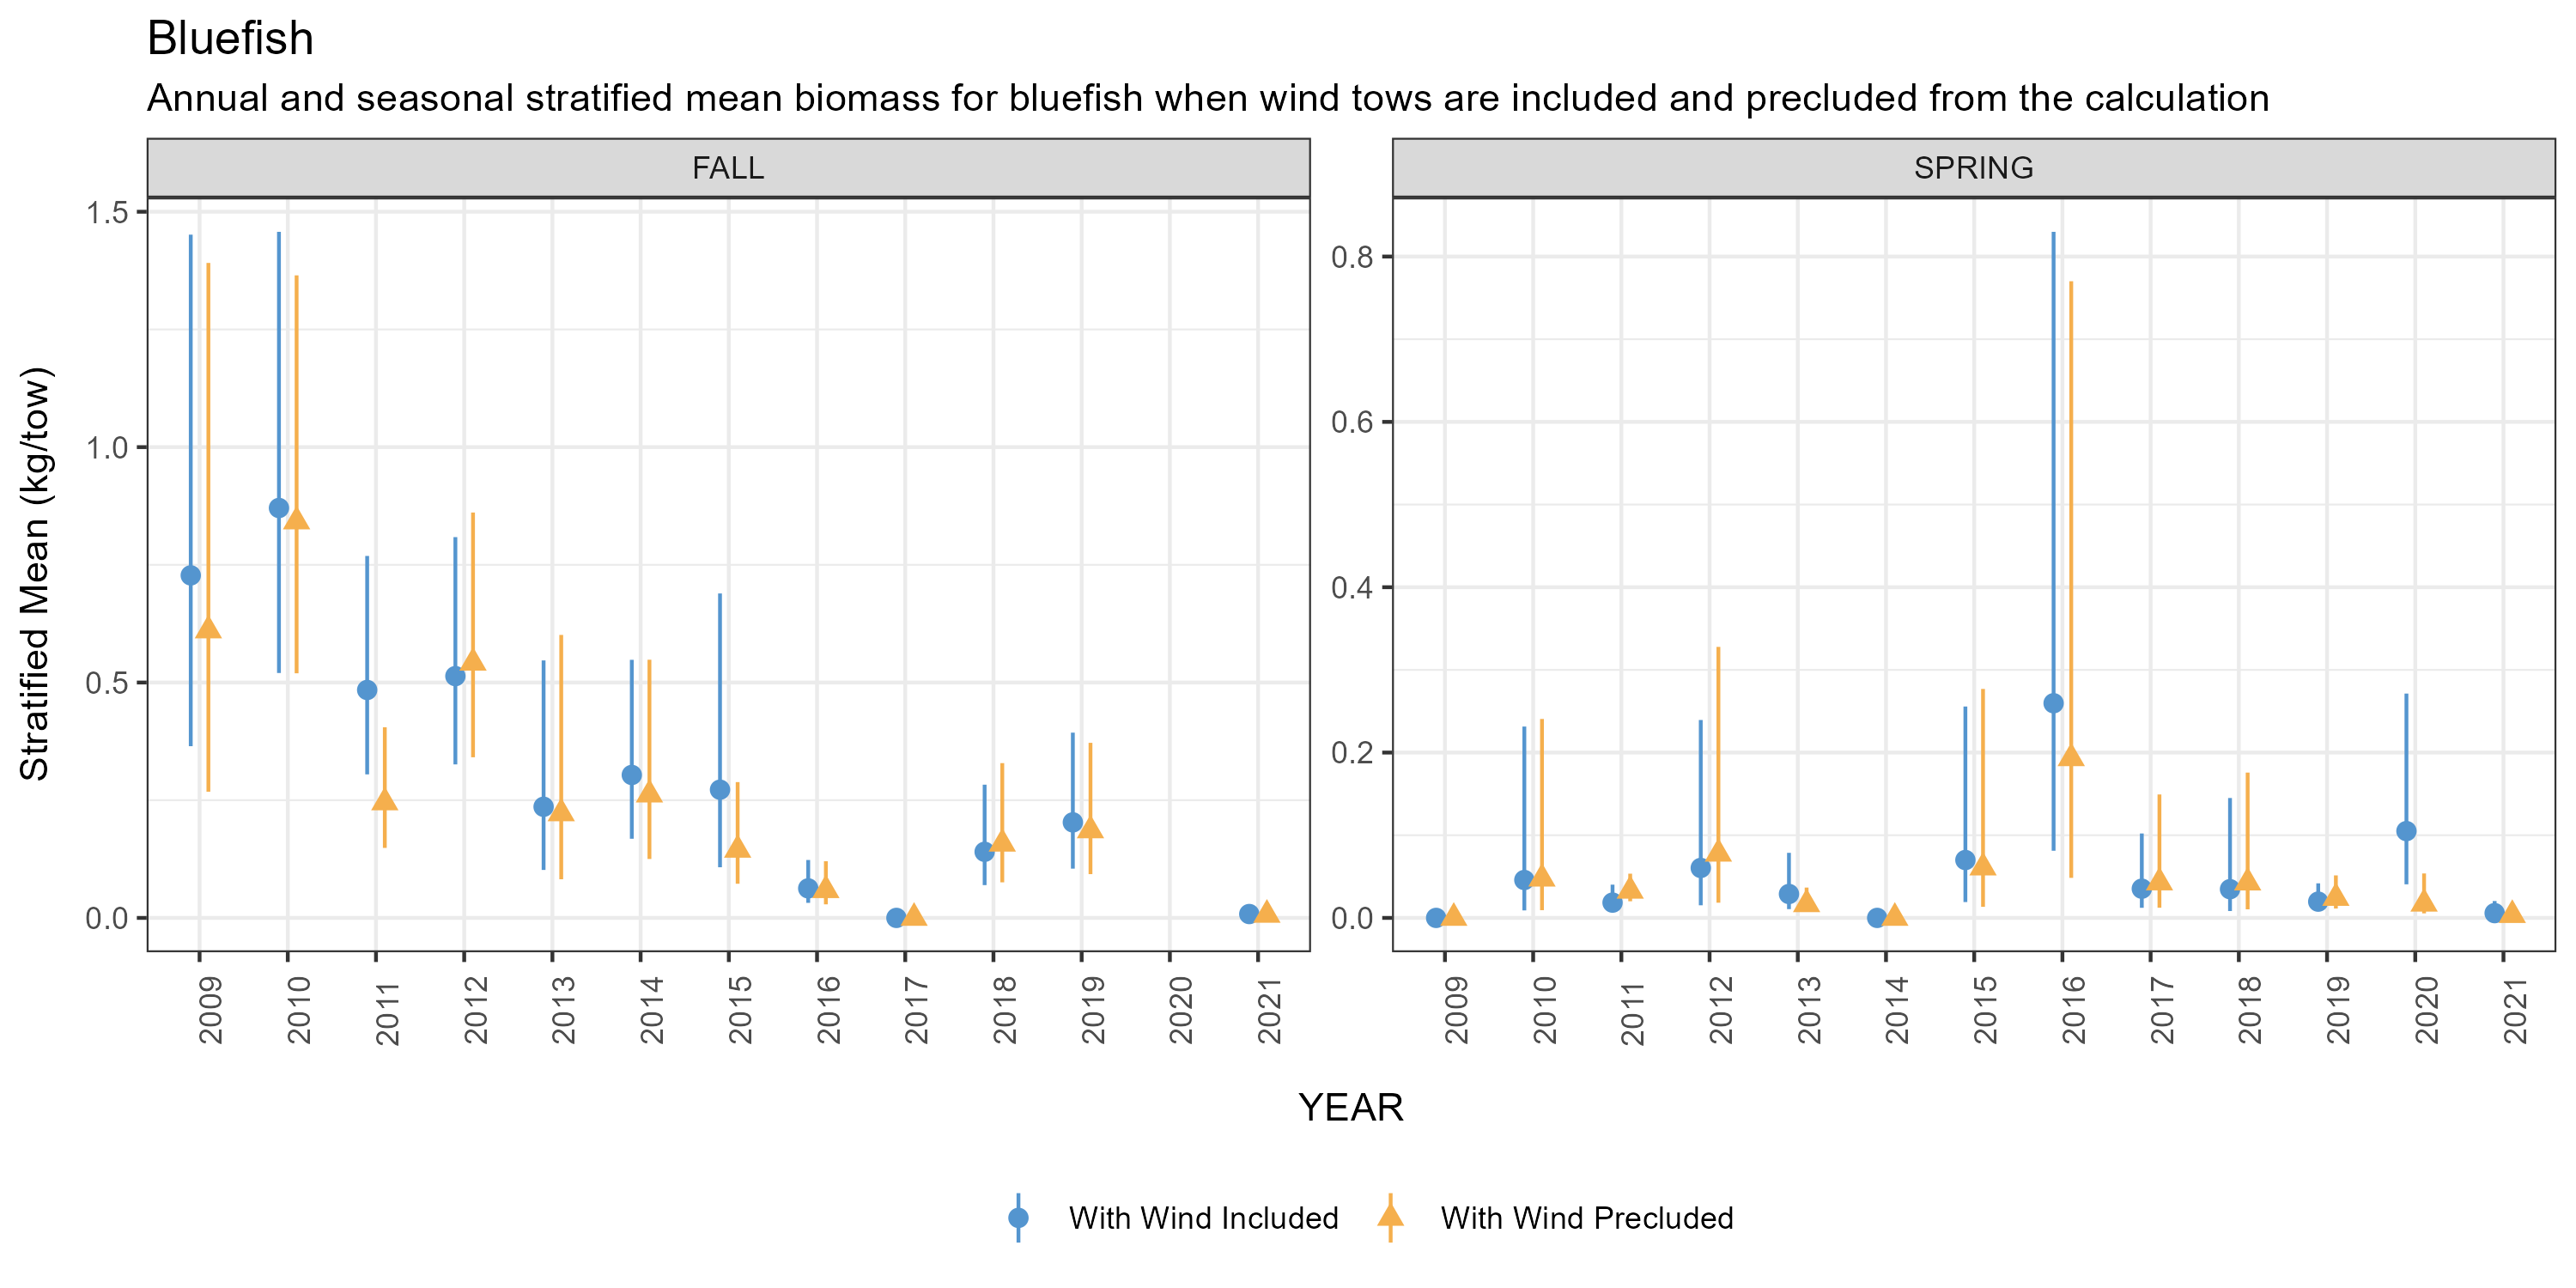 Bluefish
Annual and seasonal stratified mean biomass for bluefish when wind tows are included and precluded from the calculation
FALL
SPRING
Stratified Mean (kg/tow)
1.5
1.0
0.5
0.0
0.8
0.6
0.4
0.2
0.0
2009 2010 2011 2012 2013 2014 2015 2016 2017 2018 2019 2020 2021
2009 2010 2011 2012 2013 2014 2015 2016 2017 2018 2019 2020 2021
YEAR
With Wind Included
With Wind Precluded